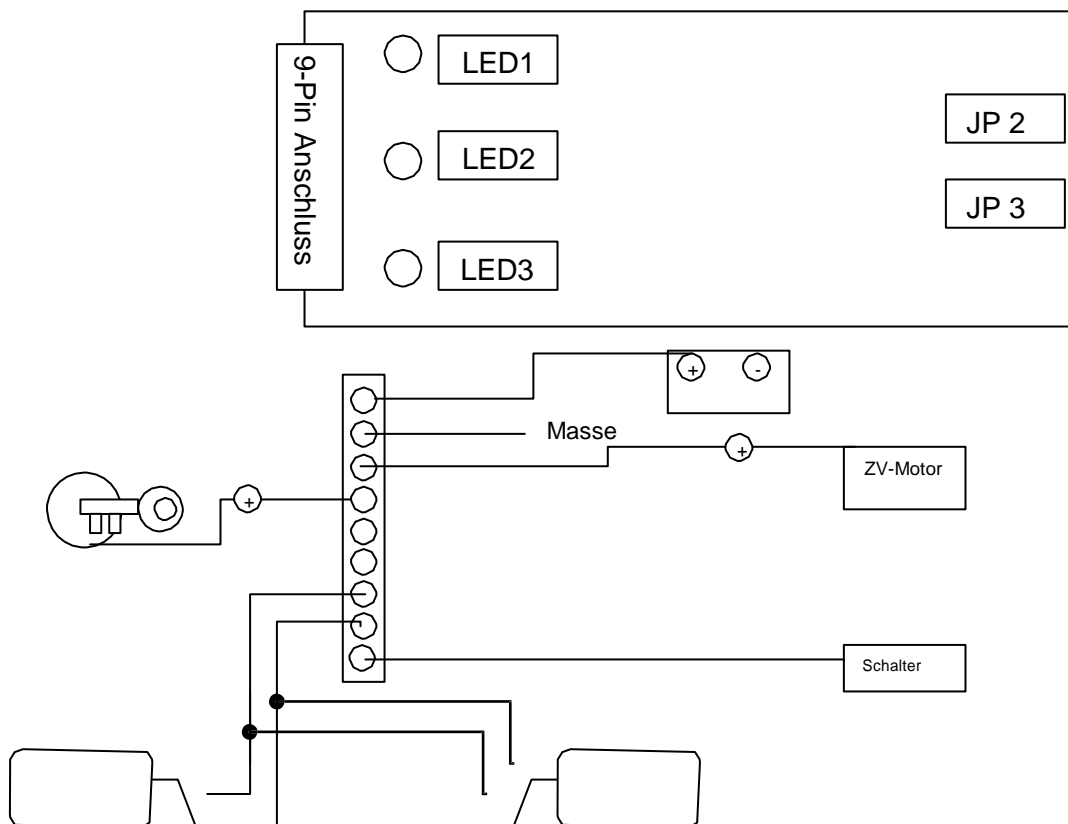 9-Pin Anschluss
LED1
LED2
LED3
JP 2
JP 3
+
-
Masse
+
ZV-Motor
+
Schalter